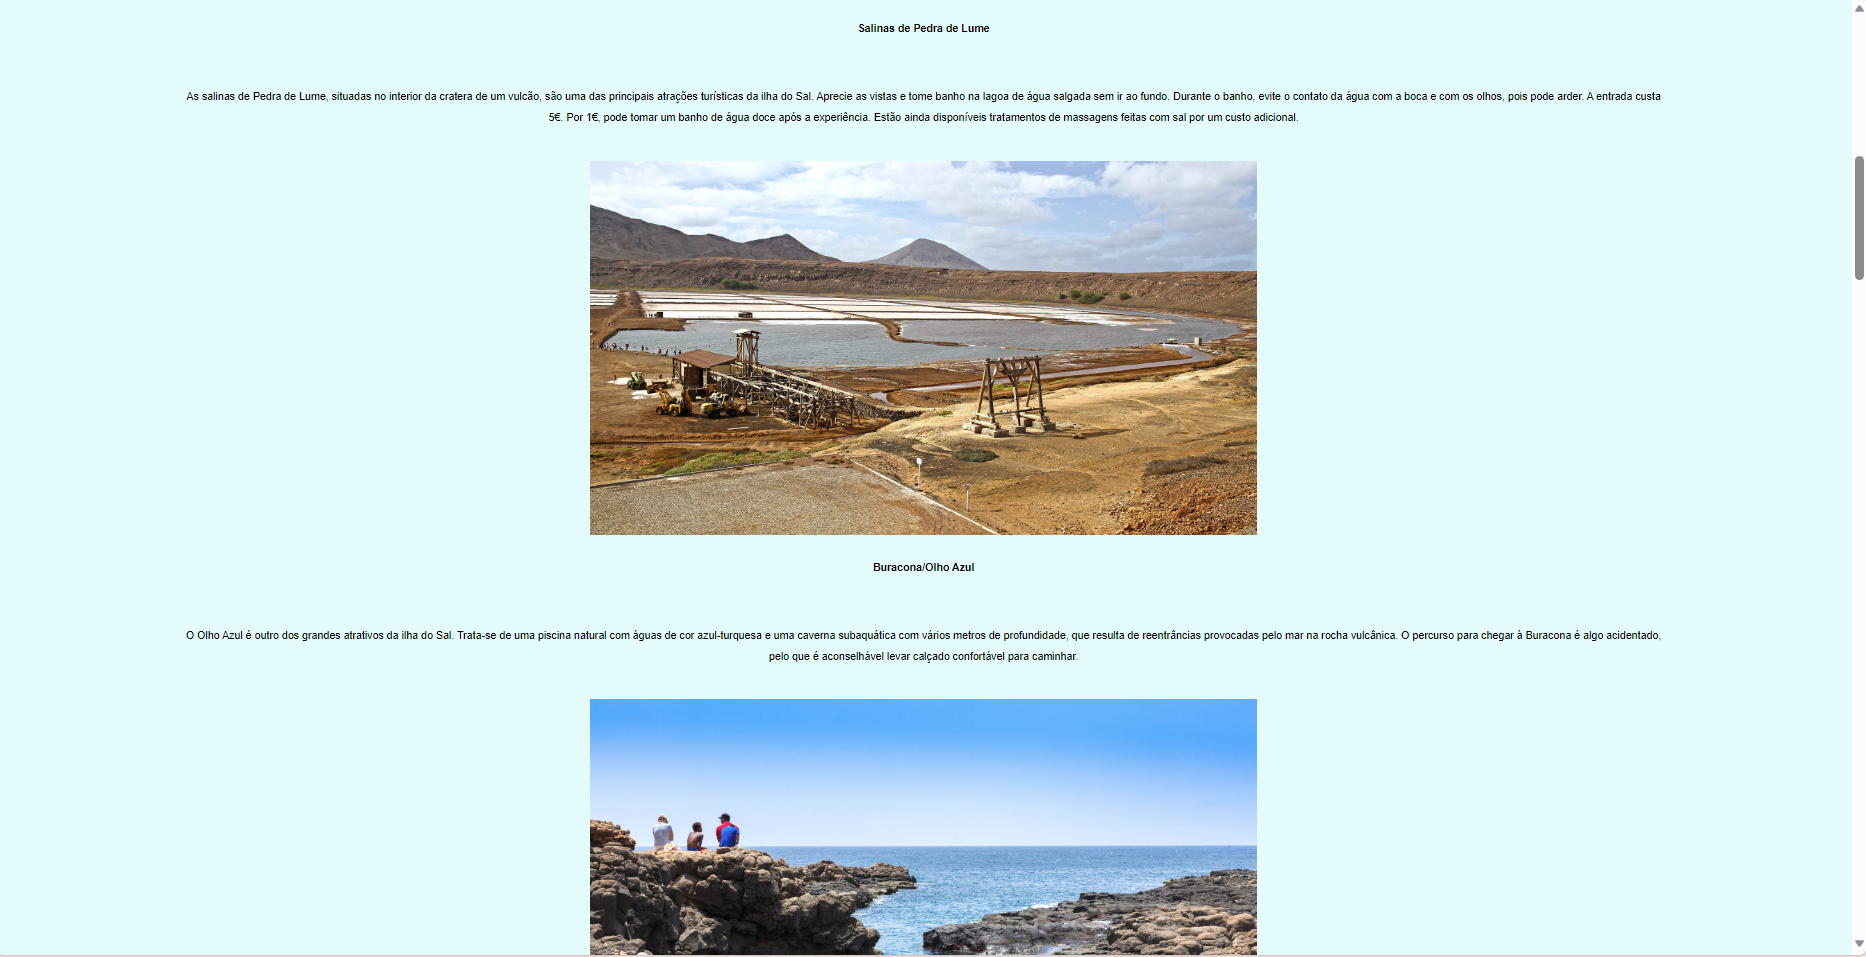 Salinas de Pedra de Lume
As salinas de Pedra de Lume, situadas no interior da cratera de um vulcão, são uma das principais atrações turísticas da ilha do Sal. Aprecie as vistas e tome banho na lagoa de água salgada sem ir ao fundo. Durante o banho, evite o contato da água com a boca e com os olhos, pois pode arder. A entrada custa
5€. Por 1€, pode tomar um banho de água doce após a experiência. Estão ainda disponíveis tratamentos de massagens feitas com sal por um custo adicional.
Buracona/Olho Azul
O Olho Azul é outro dos grandes atrativos da ilha do Sal. Trata-se de uma piscina natural com águas de cor azul-turquesa e uma caverna subaquática com vários metros de profundidade, que resulta de reentrâncias provocadas pelo mar na rocha vulcânica. O percurso para chegar à Buracona é algo acidentado,
pelo que é aconselhável levar calçado confortável para caminhar.